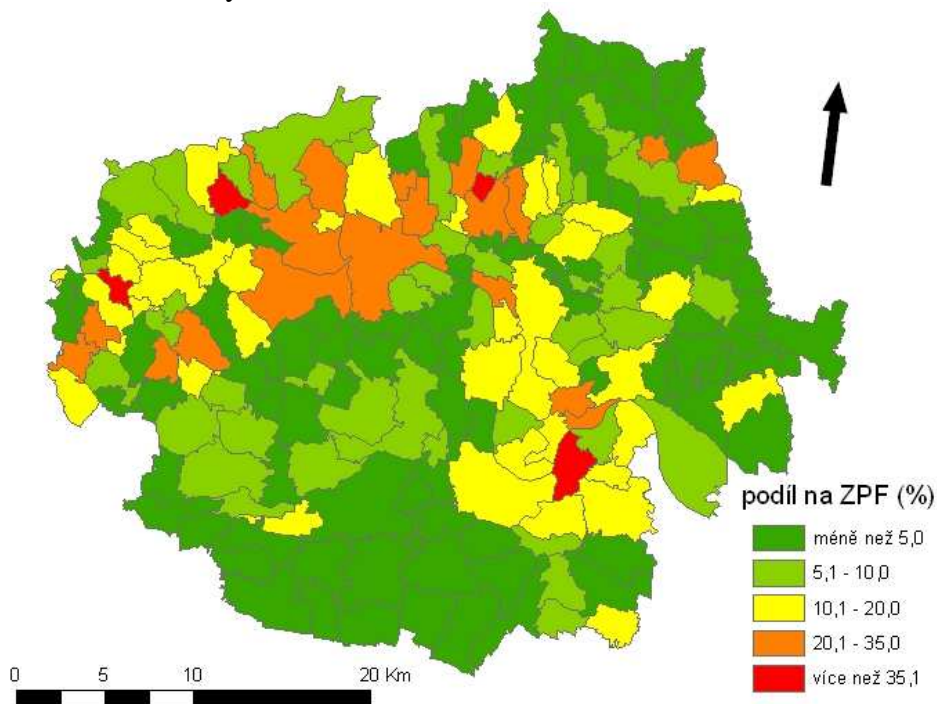 podíl na ZPF (%)
méně než 5,0
5,1 - 10,0
10,1 - 20,0
20,1 - 35,0
více než 35,1
0 5 10 20 Km